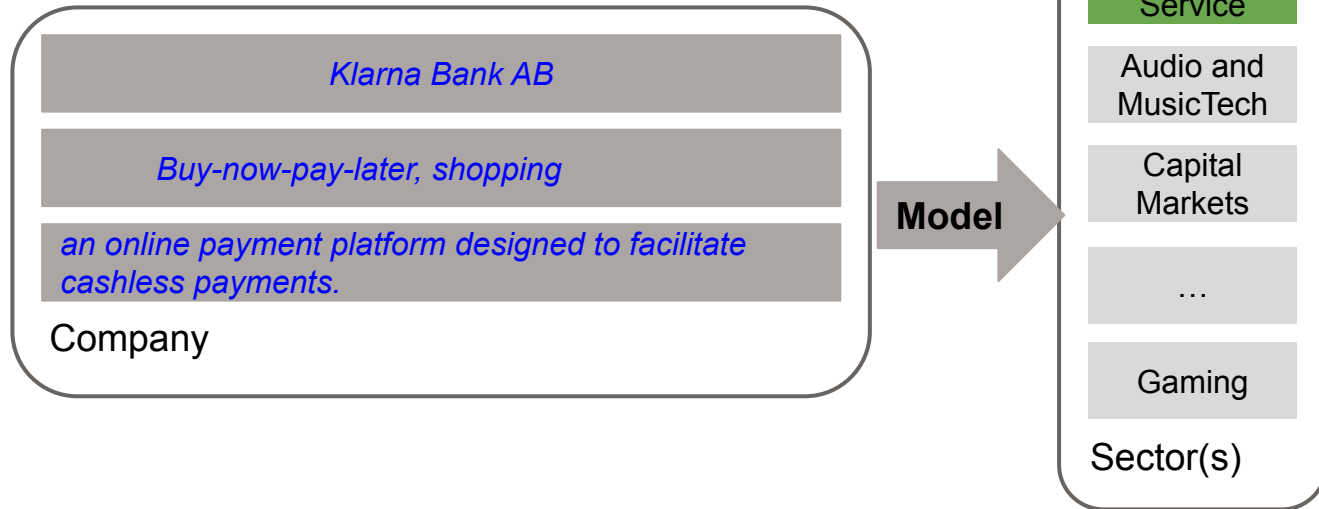 Service
Klarna Bank AB
Buy-now-pay-later, shopping
an online payment platform designed to facilitate
cashless payments.
Company
Model
Audio and
MusicTech
Capital
Markets
…
Gaming
Sector(s)